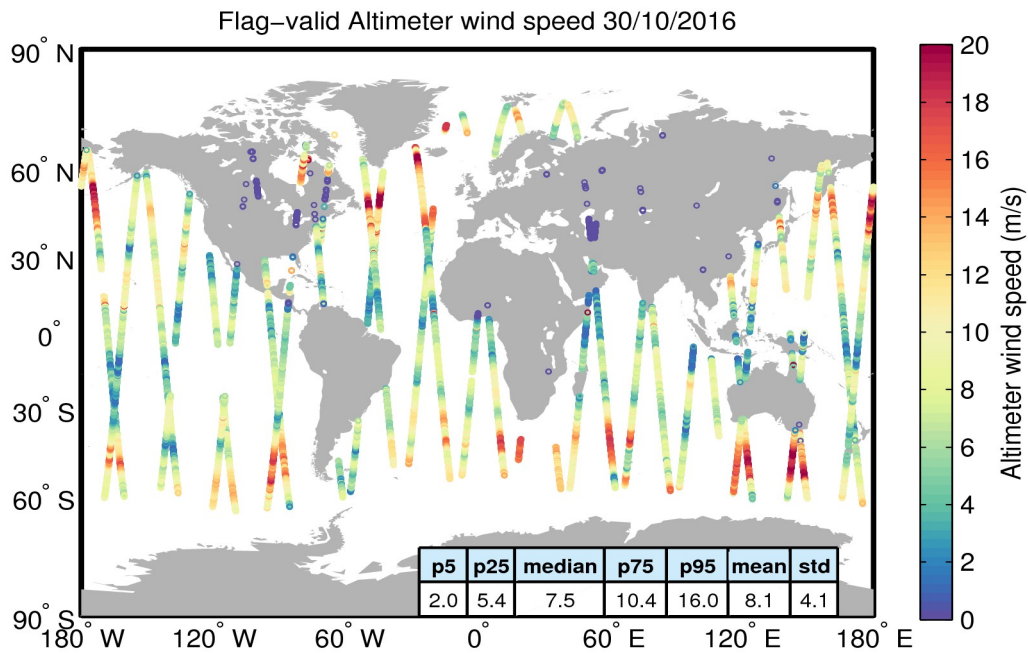 Flag−valid Altimeter wind speed 30/10/2016
90° N
60° N
30° N
0°
30° S
60° S
90° S
180° W 120° W 60° W 0° 60° E 120° E 180° E
p5 p25 median p75 p95 mean std
2.0 5.4 7.5 10.4 16.0 8.1 4.1
20
18
16
14
12
10
8
6
4
2
0
Altimeter wind speed (m/s)